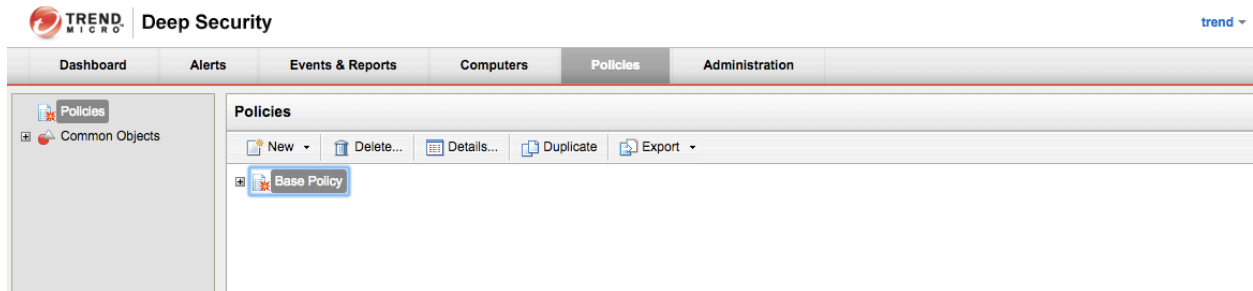 TREND MICRO Deep Security trend
Dashboard Alerts Events & Reports Computers Policies Administration
Policies
Common Objects
Policies
New Delete... Details... Duplicate Export
Base Policy